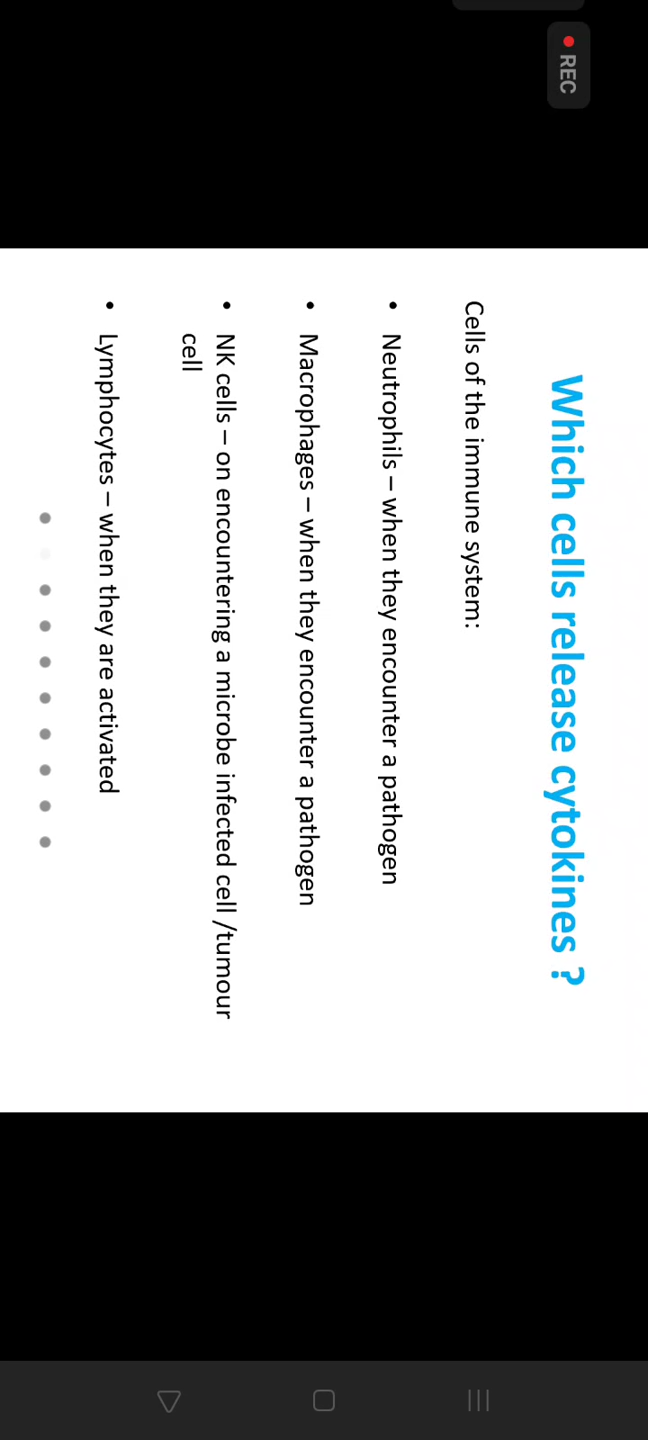 REC
Which cells release cytokines ?
Cells of the immune system:
• Neutrophils – when they encounter a pathogen
• Macrophages – when they encounter a pathogen
• NK cells – on encountering a microbe infected cell /tumour
cell
• Lymphocytes – when they are activated